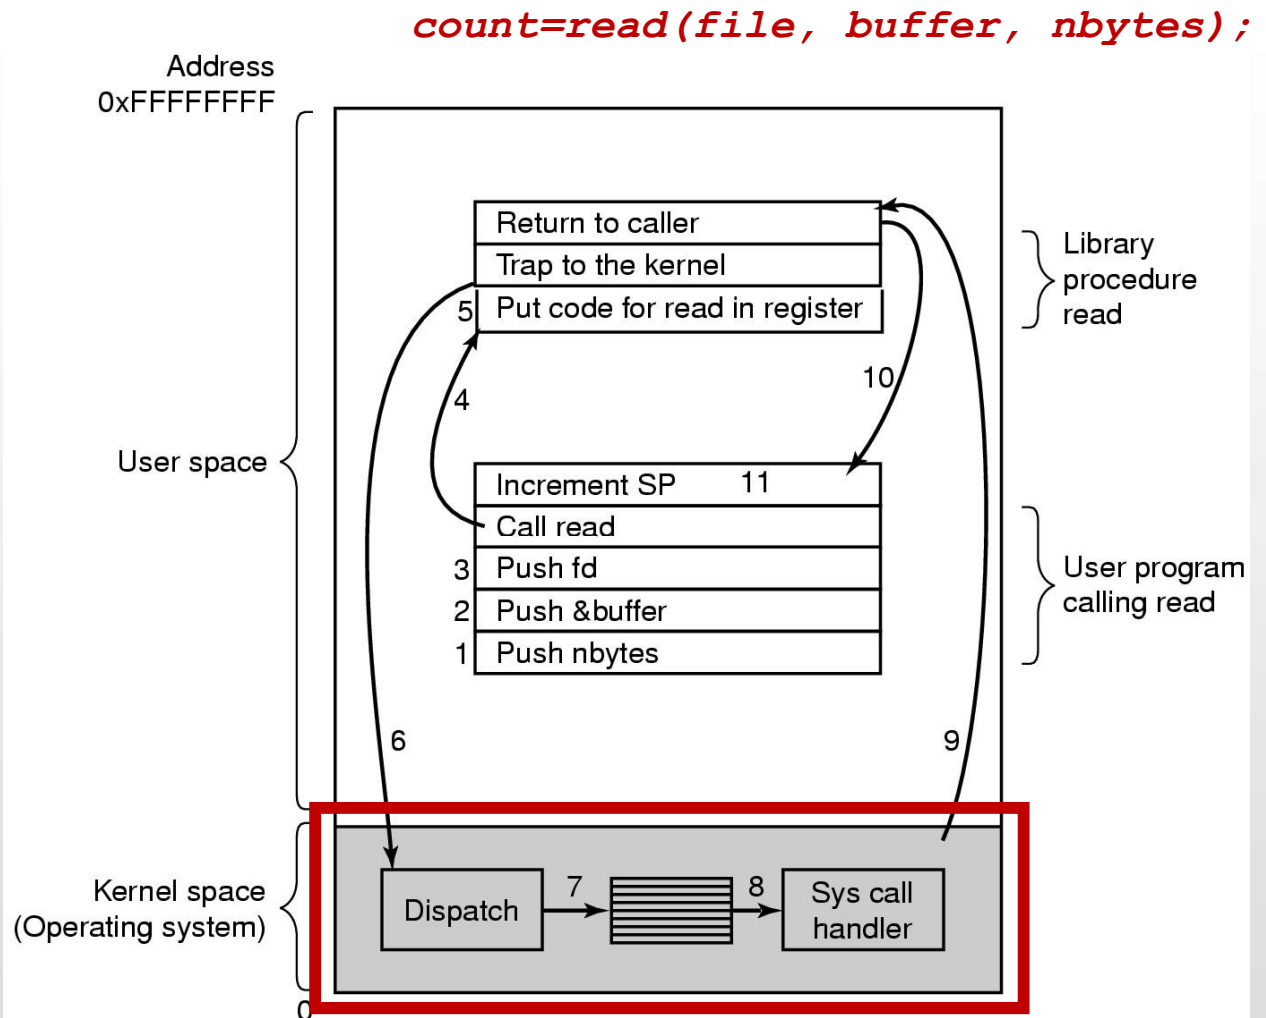 count=read(file, buffer, nbytes);
Address
0xFFFFFFFF
Return to caller
Trap to the kernel
5 Put code for read in register
Library
procedure
read
4
10
User space
Increment SP 11
Call read
3 Push fd
2 Push &buffer
1 Push nbytes
User program
calling read
6
9
Kernel space
(Operating system)
Dispatch
7
8
Sys call
handler
0